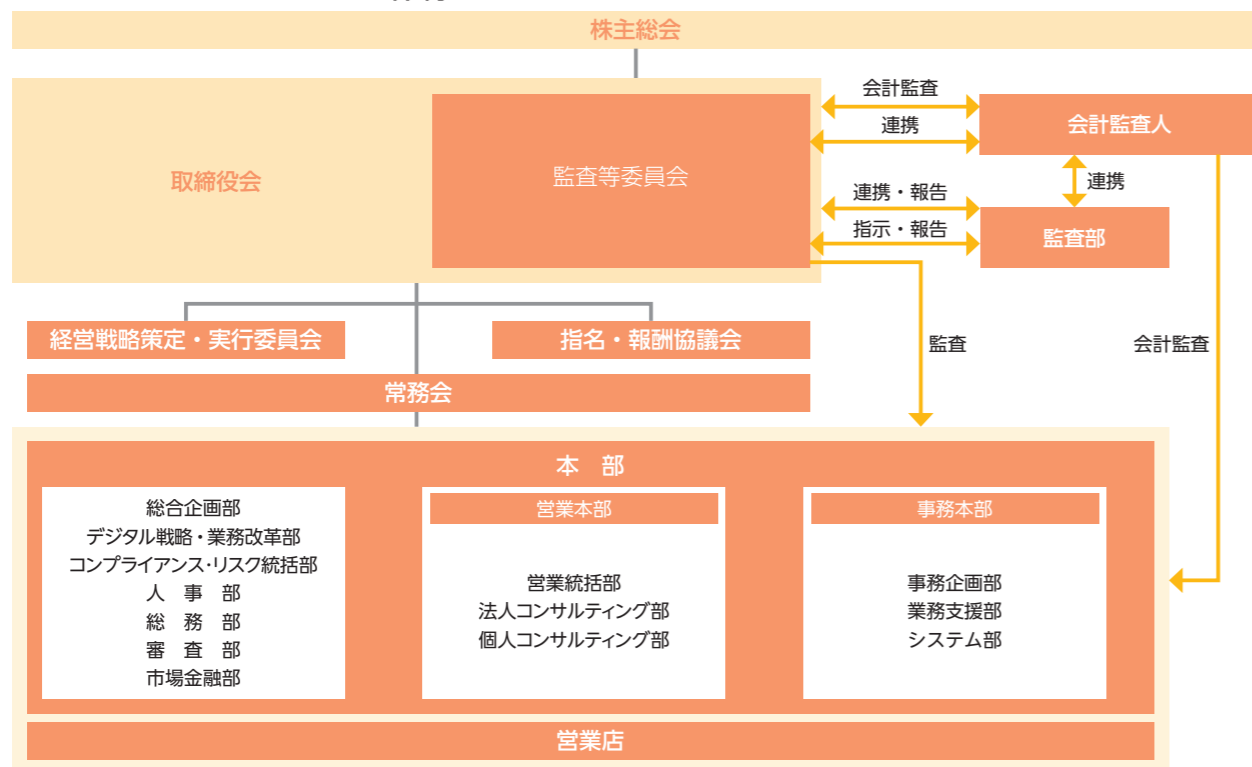 株主総会
取締役会
監査等委員会
会計監査
連携
会計監査人
連携
連携・報告
指示・報告
監査部
経営戦略策定・実行委員会
指名・報酬協議会
監査
会計監査
常務会
本　部
総合企画部
デジタル戦略・業務改革部
コンプライアンス・リスク統括部
人　事　部
総　務　部
審　査　部
市場金融部
営業本部
営業統括部
法人コンサルティング部
個人コンサルティング部
事務本部
事務企画部
業務支援部
システム部
営業店